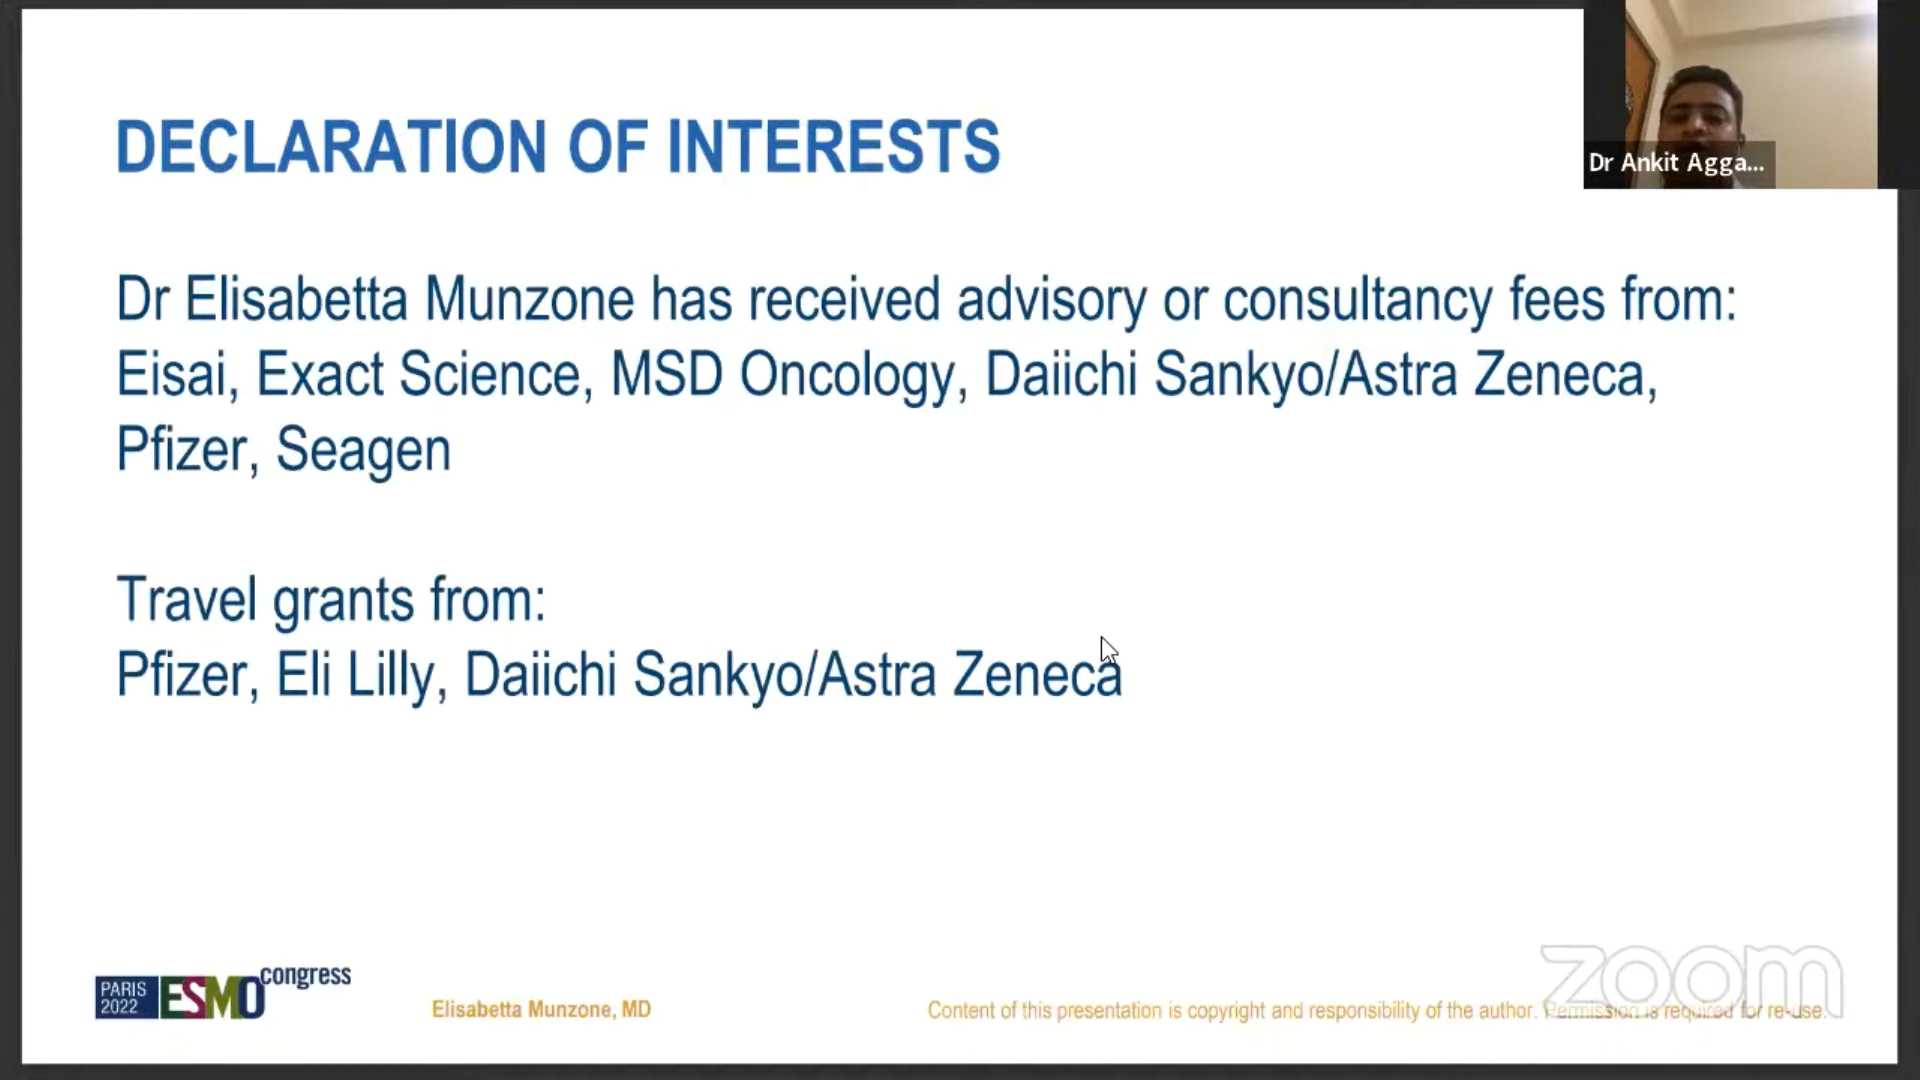 DECLARATION OF INTERESTS
Dr Ankit Agga...
Dr Elisabetta Munzone has received advisory or consultancy fees from:
Eisai, Exact Science, MSD Oncology, Daiichi Sankyo/Astra Zeneca,
Pfizer, Seagen
Travel grants from:
Pfizer, Eli Lilly, Daiichi Sankyo/Astra Zeneca
PARIS
2022
ESMO congress
Elisabetta Munzone, MD
Content of this presentation is copyright and responsibility of the author. Permission is required for re-use.
zoom